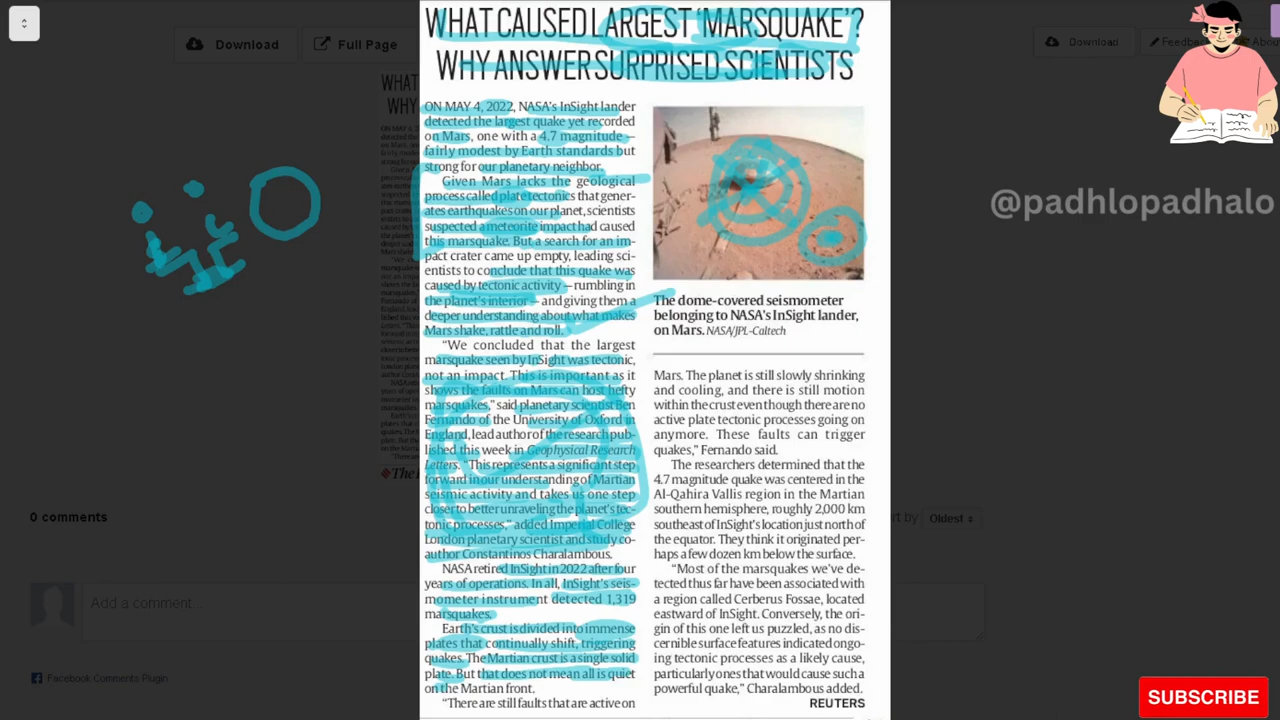 Download
Full Page
Download
Feedb
Abou
WHAT CAUSED LARGEST ‘MARSQUAKE’?
WHY ANSWER SURPRISED SCIENTISTS
ON MAY 4, 2022, NASA's InSight lander
detected the largest quake yet recorded
on Mars, one with a 4.7 magnitude —
fairly modest by Earth standards but
strong for our planetary neighbor.
Given Mars lacks the geological
process called plate tectonics that gener-
ates earthquakes on our planet, scientists
suspected a meteorite impact had caused
this marsquake. But a search for an im-
pact crater came up empty, leading sci-
entists to conclude that this quake was
caused by tectonic activity — rumbling in
the planet's interior — and giving them a
deeper understanding about what makes
Mars shake, rattle and roll.
“We concluded that the largest
marsquake seen by InSight was tectonic,
not an impact. This is important as it
shows the faults on Mars can host hefty
marsquakes,” said planetary scientist Ben
Fernando of the University of Oxford in
England, lead author of the research pub-
lished this week in Geophysical Research
Letters. “This represents a significant step
forward in our understanding of Martian
seismic activity and takes us one step
closer to better unraveling the planet's tec-
tonic processes,” added Imperial College
London planetary scientist and study co-
author Constantinos Charalambous.
NASA retired InSight in 2022 after four
years of operations. In all, InSight's seis-
mometer instrument detected 1,319
marsquakes.
Earth's crust is divided into immense
plates that continually shift, triggering
quakes. The Martian crust is a single solid
plate. But that does not mean all is quiet
on the Martian front.
“There are still faults that are active on
The dome-covered seismometer
belonging to NASA's InSight lander,
on Mars. NASA/JPL-Caltech
Mars. The planet is still slowly shrinking
and cooling, and there is still motion
within the crust even though there are no
active plate tectonic processes going on
anymore. These faults can trigger
quakes,” Fernando said.
The researchers determined that the
4.7 magnitude quake was centered in the
Al-Qahira Vallis region in the Martian
southern hemisphere, roughly 2,000 km
southeast of InSight's location just north of
the equator. They think it originated per-
haps a few dozen km below the surface.
“Most of the marsquakes we've de-
tected thus far have been associated with
a region called Cerberus Fossae, located
eastward of InSight. Conversely, the ori-
gin of this one left us puzzled, as no dis-
cernible surface features indicated ongo-
ing tectonic processes as a likely cause,
particularly ones that would cause such a
powerful quake,” Charalambous added.
REUTERS
@padhlopadhalo
0 comments
rt by Oldest
Add a comment...
Facebook Comments Plugin
SUBSCRIBE